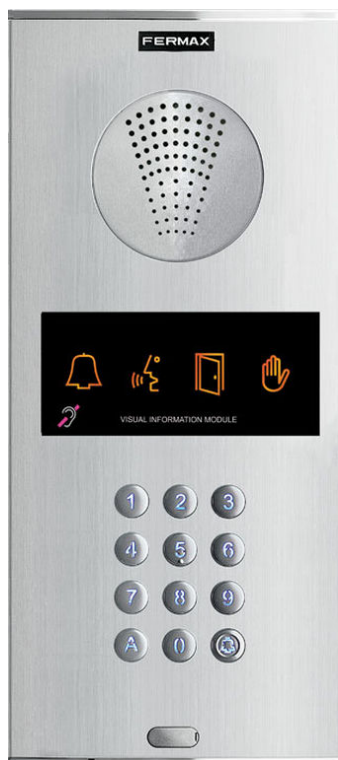 FERMAX
VISUAL INFORMATION MODULE
1 2 3
4 5 6
7 8 9
A 0